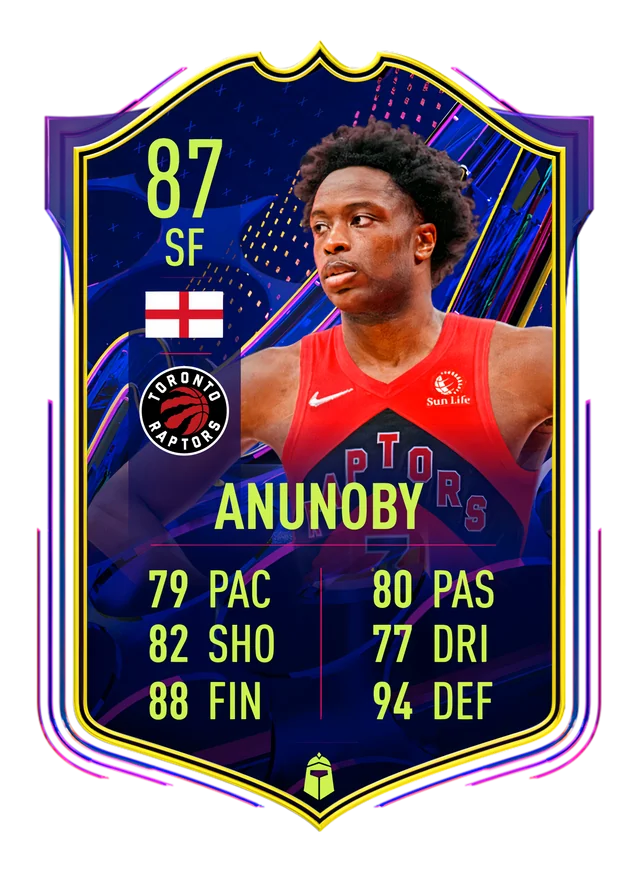 87
SF
TORONTO
RAPTORS
Sun Life
RAPTORS
7
ANUNOBY
79 PAC
80 PAS
82 SHO
77 DRI
88 FIN
94 DEF